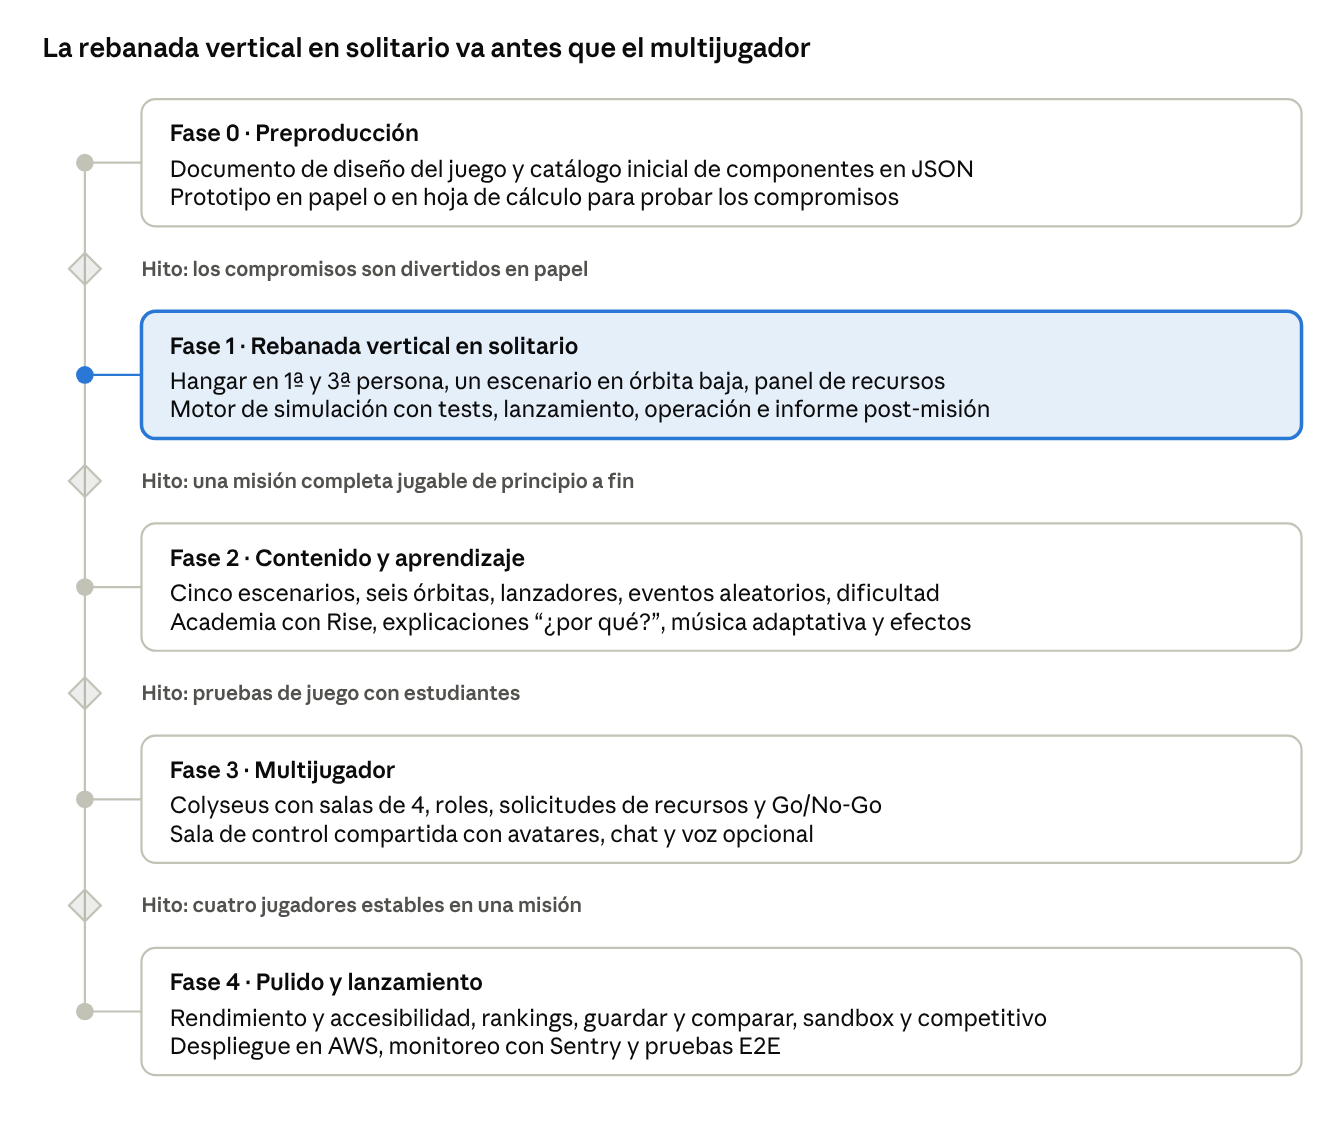 La rebanada vertical en solitario va antes que el multijugador
Fase 0 · Preproducción
Documento de diseño del juego y catálogo inicial de componentes en JSON
Prototipo en papel o en hoja de cálculo para probar los compromisos
Hito: los compromisos son divertidos en papel
Fase 1 · Rebanada vertical en solitario
Hangar en 1ª y 3ª persona, un escenario en órbita baja, panel de recursos
Motor de simulación con tests, lanzamiento, operación e informe post-misión
Hito: una misión completa jugable de principio a fin
Fase 2 · Contenido y aprendizaje
Cinco escenarios, seis órbitas, lanzadores, eventos aleatorios, dificultad
Academia con Rise, explicaciones “¿por qué?”, música adaptativa y efectos
Hito: pruebas de juego con estudiantes
Fase 3 · Multijugador
Colyseus con salas de 4, roles, solicitudes de recursos y Go/No-Go
Sala de control compartida con avatares, chat y voz opcional
Hito: cuatro jugadores estables en una misión
Fase 4 · Pulido y lanzamiento
Rendimiento y accesibilidad, rankings, guardar y comparar, sandbox y competitivo
Despliegue en AWS, monitoreo con Sentry y pruebas E2E